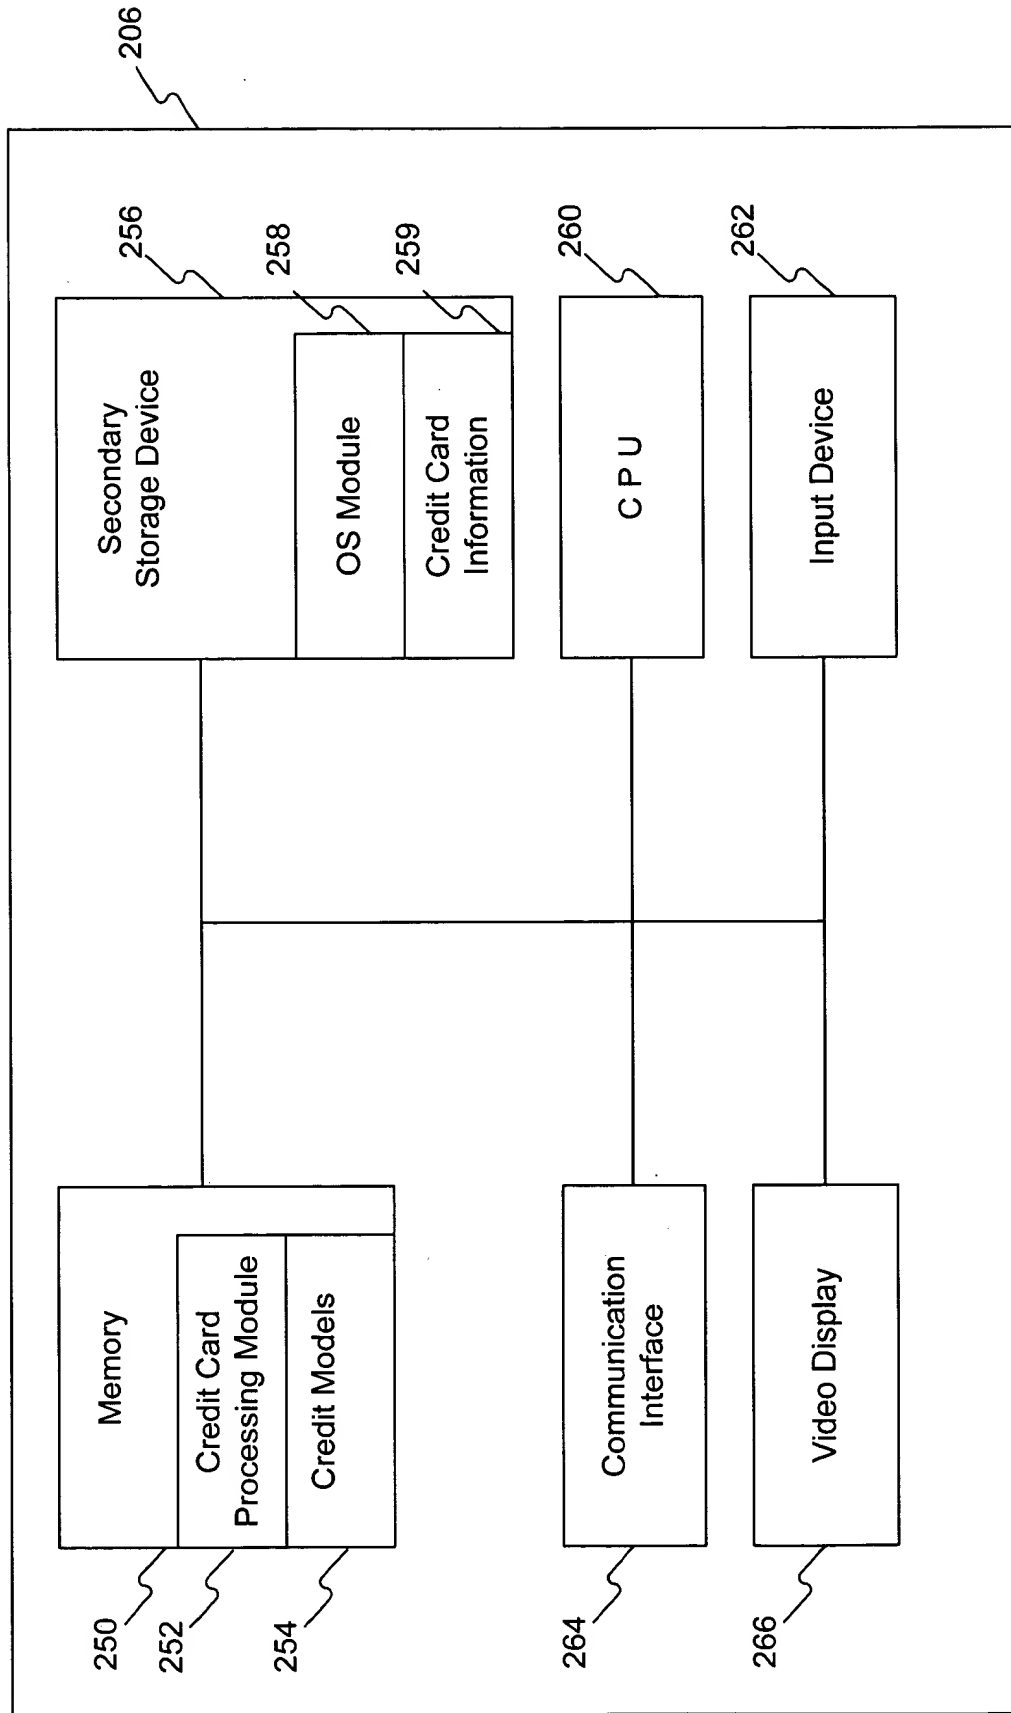 206
250
Memory
252
Credit Card
Processing Module
254
Credit Models
256
Secondary
Storage Device
258
OS Module
259
Credit Card
Information
264
Communication
Interface
260
C P U
266
Video Display
262
Input Device